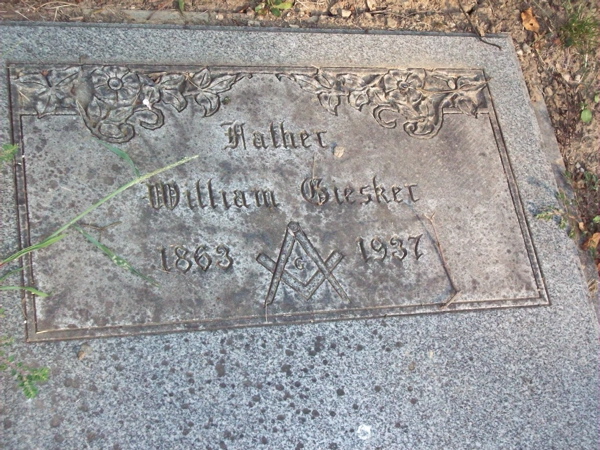 Father
William Giesker
1863 G 1937